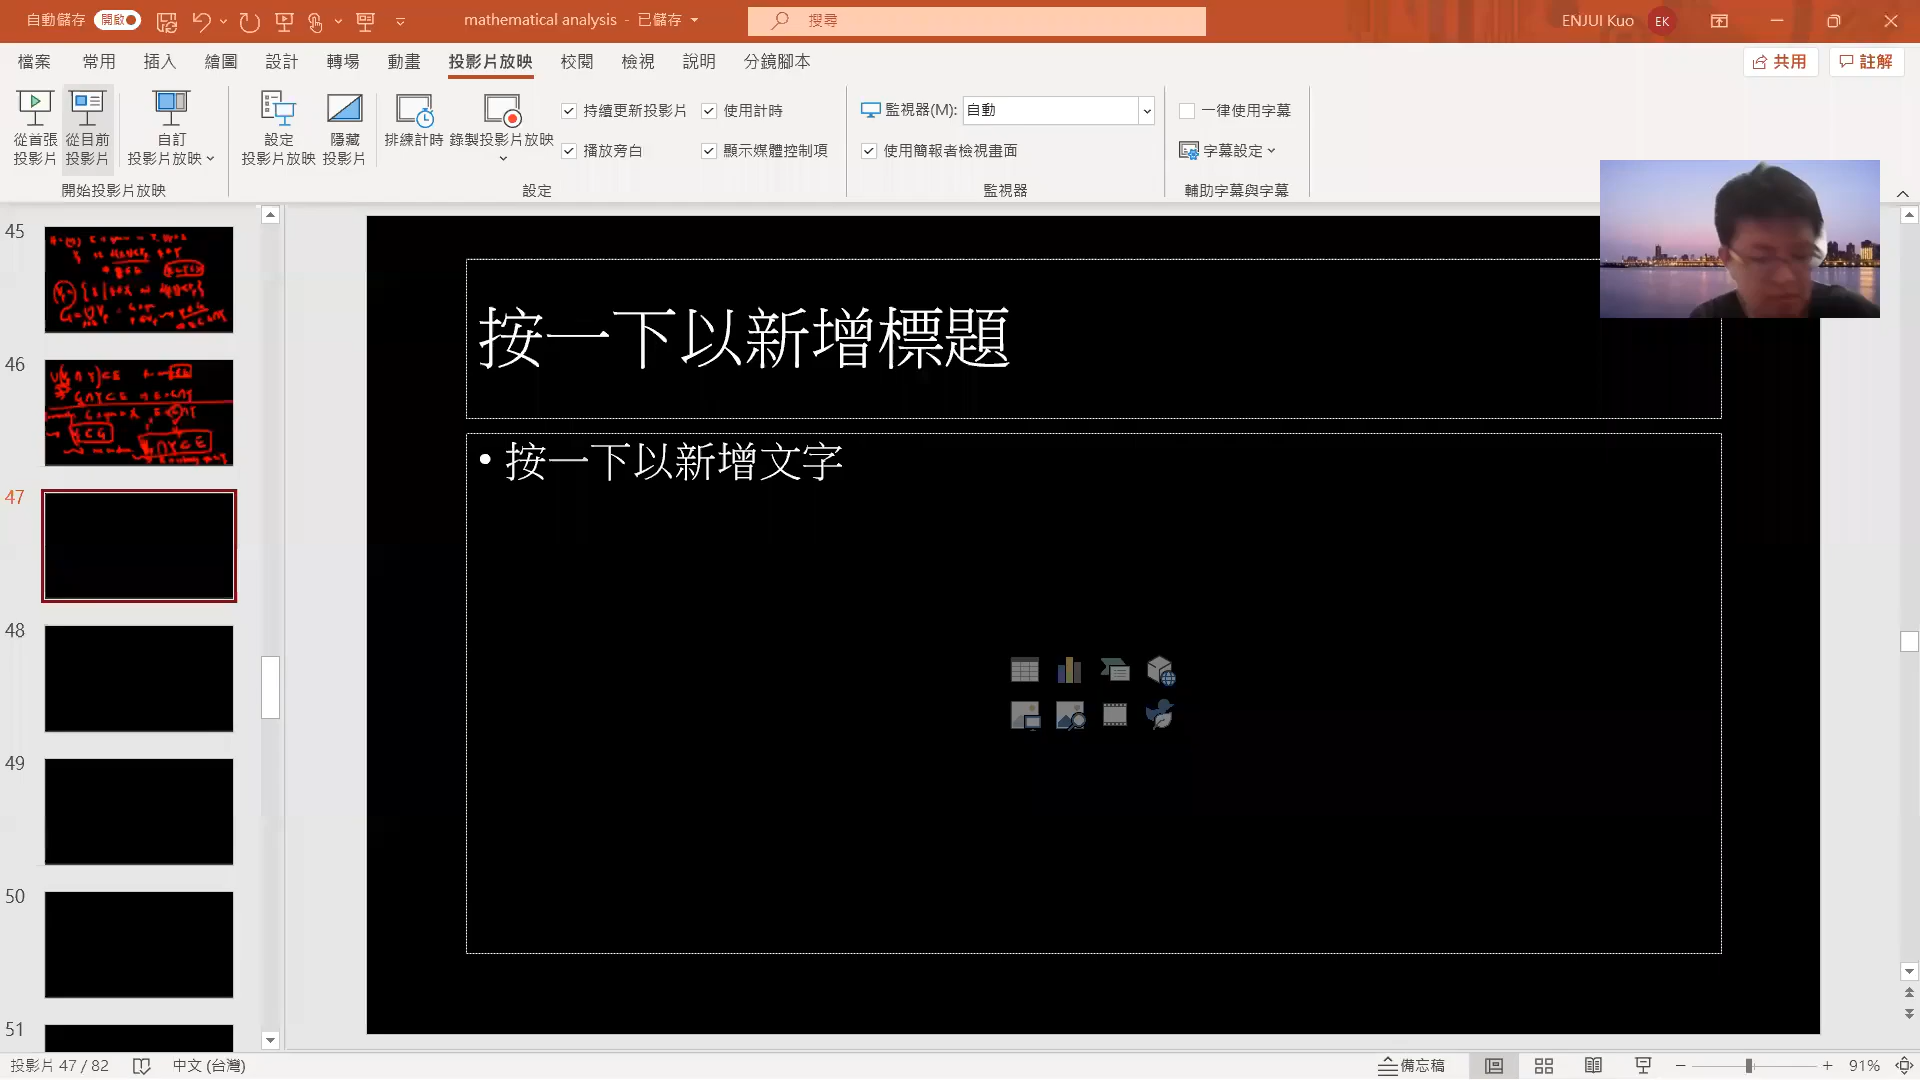 自動儲存 開啟 mathematical analysis - 已儲存 搜尋 ENJUI Kuo EK
檔案 常用 插入 繪圖 設計 轉場 動畫 投影片放映 校閱 檢視 說明 分鏡腳本 共用 註解
從首張
投影片
從目前
投影片
自訂
投影片放映
開始投影片放映
設定
投影片放映
隱藏
投影片
排練計時
錄製投影片放映
持續更新投影片 使用計時
播放旁白 顯示媒體控制項
設定
監視器(M): 自動
使用簡報者檢視畫面
監視器
一律使用字幕
字幕設定
輔助字幕與字幕
45
46
47
48
49
50
51
按一下以新增標題
• 按一下以新增文字
投影片 47 / 82 中文 (台灣) 備忘稿 91%